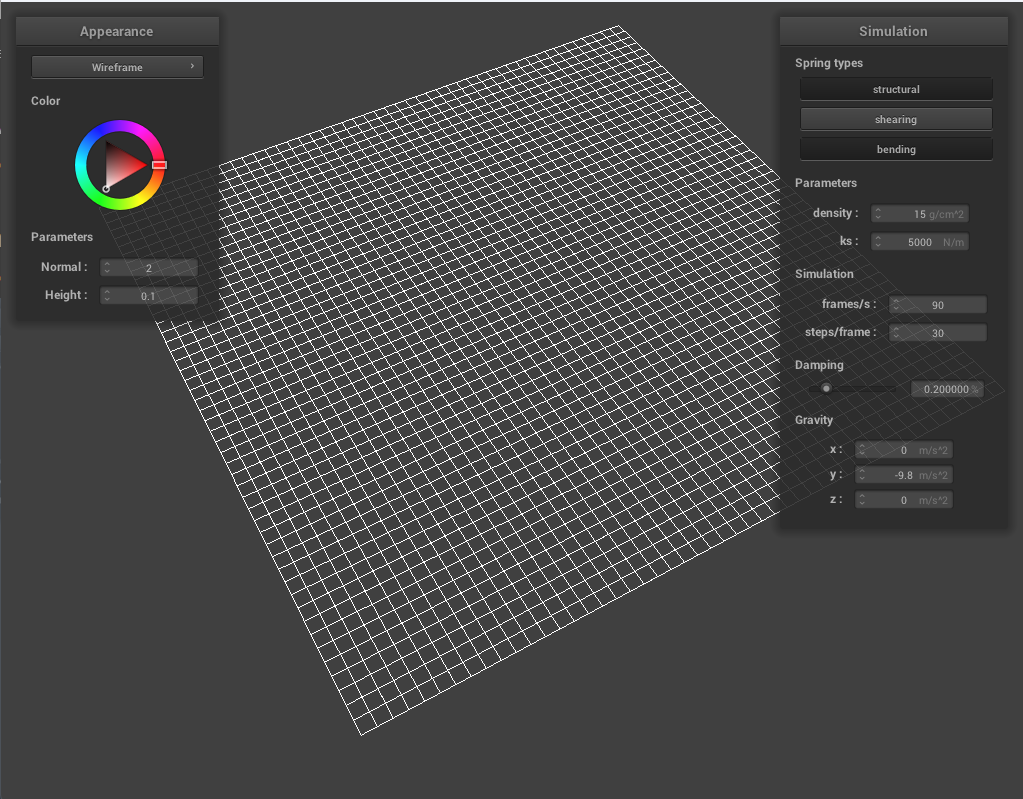 Appearance
Wireframe ›
Color
Parameters
Normal : 2
Height : 0.1
Simulation
Spring types
structural
shearing
bending
Parameters
density : 15 g/cm^2
ks : 5000 N/m
Simulation
frames/s : 90
steps/frame : 30
Damping
0.200000 %
Gravity
x : 0 m/s^2
y : -9.8 m/s^2
z : 0 m/s^2